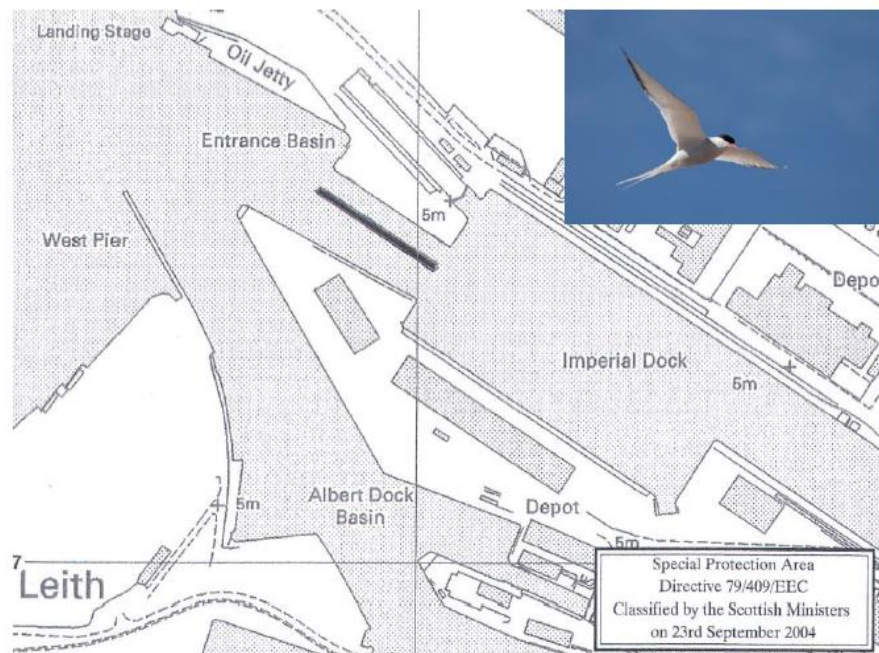 Landing Stage
Oil Jetty
Entrance Basin
5m
West Pier
Depo
Imperial Dock
5m
5m
Albert Dock
Basin
Depot
5m
7
Leith
Special Protection Area
Directive 79/409/EEC
Classified by the Scottish Ministers
on 23rd September 2004